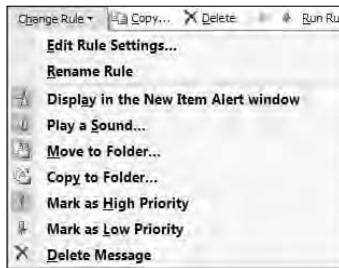 Change Rule Copy... Delete Run Ru
Edit Rule Settings...
Rename Rule
Display in the New Item Alert window
Play a Sound...
Move to Folder...
Copy to Folder...
Mark as High Priority
Mark as Low Priority
Delete Message